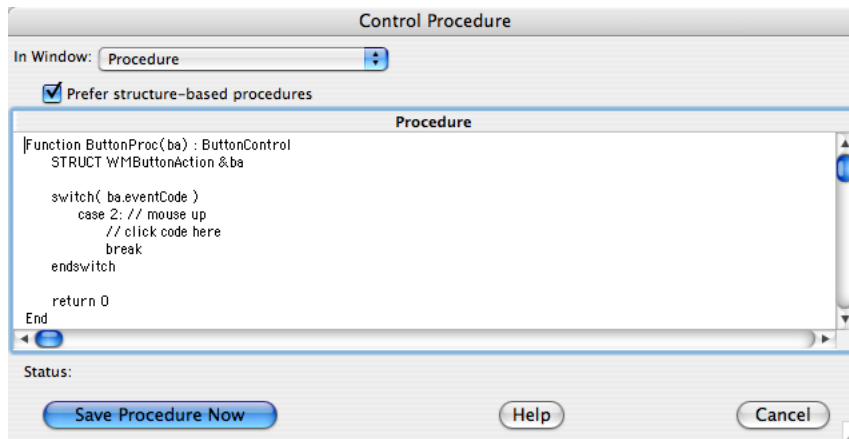 Control Procedure
In Window: Procedure
Prefer structure-based procedures
Procedure
Function ButtonProc(ba) : ButtonControl
STRUCT WMButtonAction &ba
switch( ba.eventCode )
case 2: // mouse up
// click code here
break
endswitch
return 0
End
Status:
Save Procedure Now Help Cancel